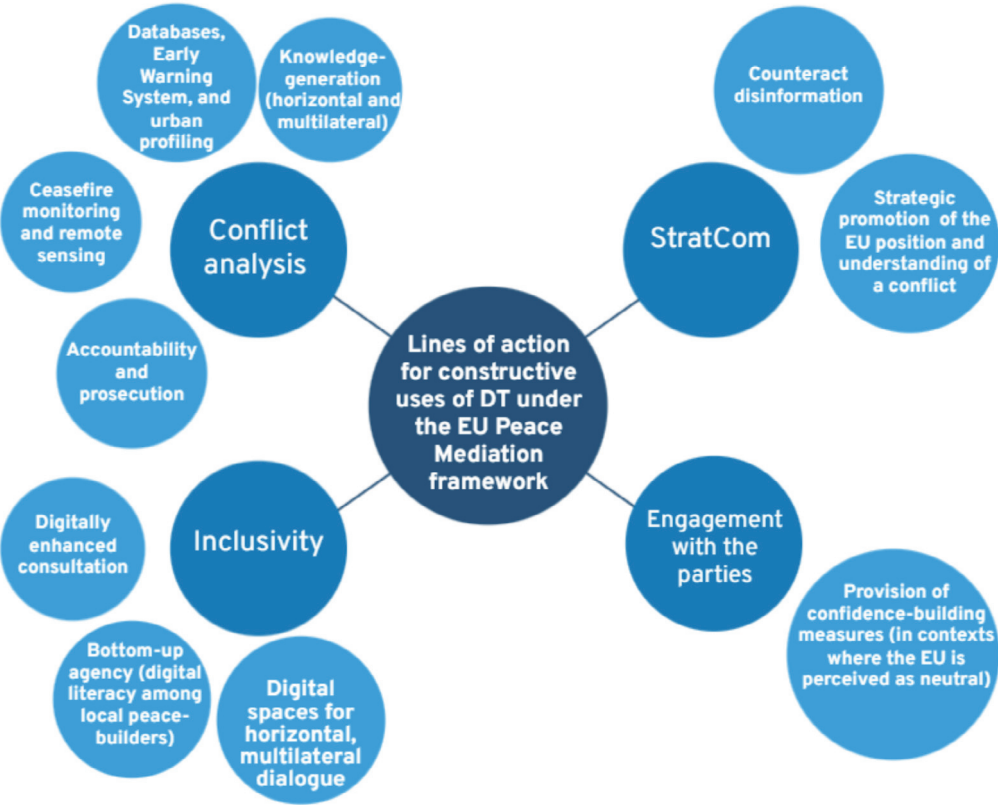 Databases,
Early
Warning
System, and
urban
profiling
Knowledge-
generation
(horizontal and
multilateral)
Ceasefire
monitoring
and remote
sensing
Conflict
analysis
Accountability
and
prosecution
Counteract
disinformation
StratCom
Strategic
promotion of the
EU position and
understanding of
a conflict
Lines of action
for constructive
uses of DT under
the EU Peace
Mediation
framework
Inclusivity
Digitally
enhanced
consultation
Bottom-up
agency (digital
literacy among
local peace-
builders)
Digital
spaces for
horizontal,
multilateral
dialogue
Engagement
with the
parties
Provision of
confidence-building
measures (in contexts
where the EU is
perceived as neutral)